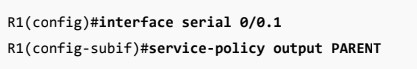 R1(config)#interface serial 0/0.1
R1(config-subif)#service-policy output PARENT